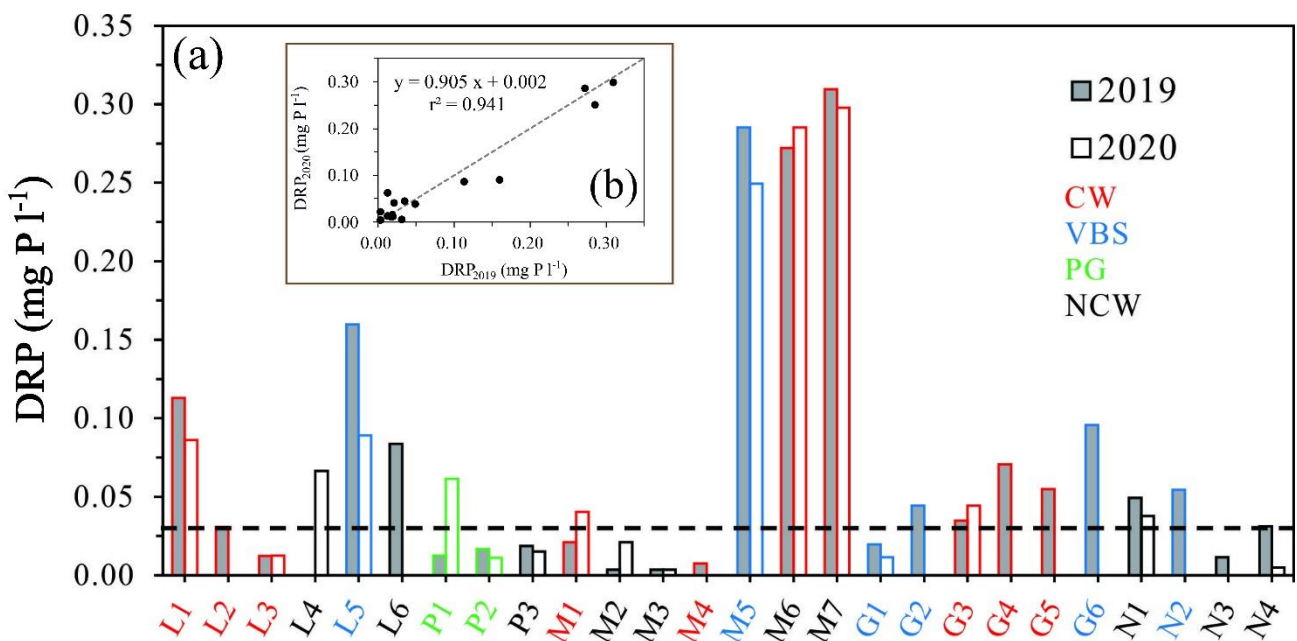 (a)
DRP (mg P l⁻¹)
0.35
0.30
0.25
0.20
0.15
0.10
0.05
0.00
y = 0.905 x + 0.002
r² = 0.941
(b)
DRP₂₀₂₀ (mg P l⁻¹)
0.30
0.20
0.10
0.00
0.00 0.10 0.20 0.30
DRP₂₀₁₉ (mg P l⁻¹)
2019
2020
CW
VBS
PG
NCW
L1 L2 L3 L4 L5 L6 P1 P2 P3 M1 M2 M3 M4 M5 M6 M7 G1 G2 G3 G4 G5 G6 N1 N2 N3 N4